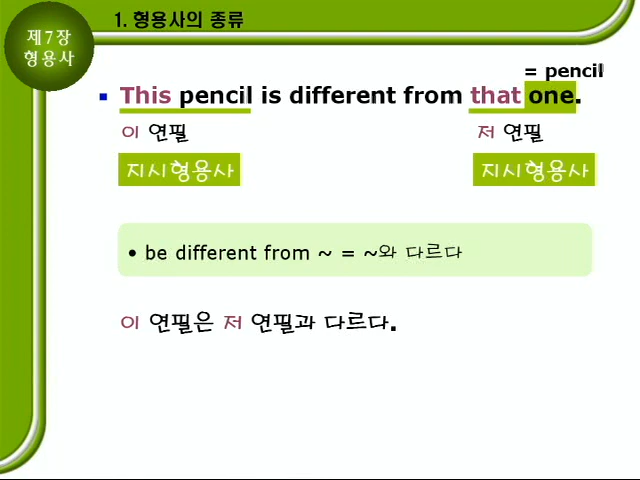 제7장
형용사
1. 형용사의 종류
= pencil
▪ This pencil is different from that one.
이 연필 저 연필
지시형용사 지시형용사
• be different from ~ = ~와 다르다
이 연필은 저 연필과 다르다.